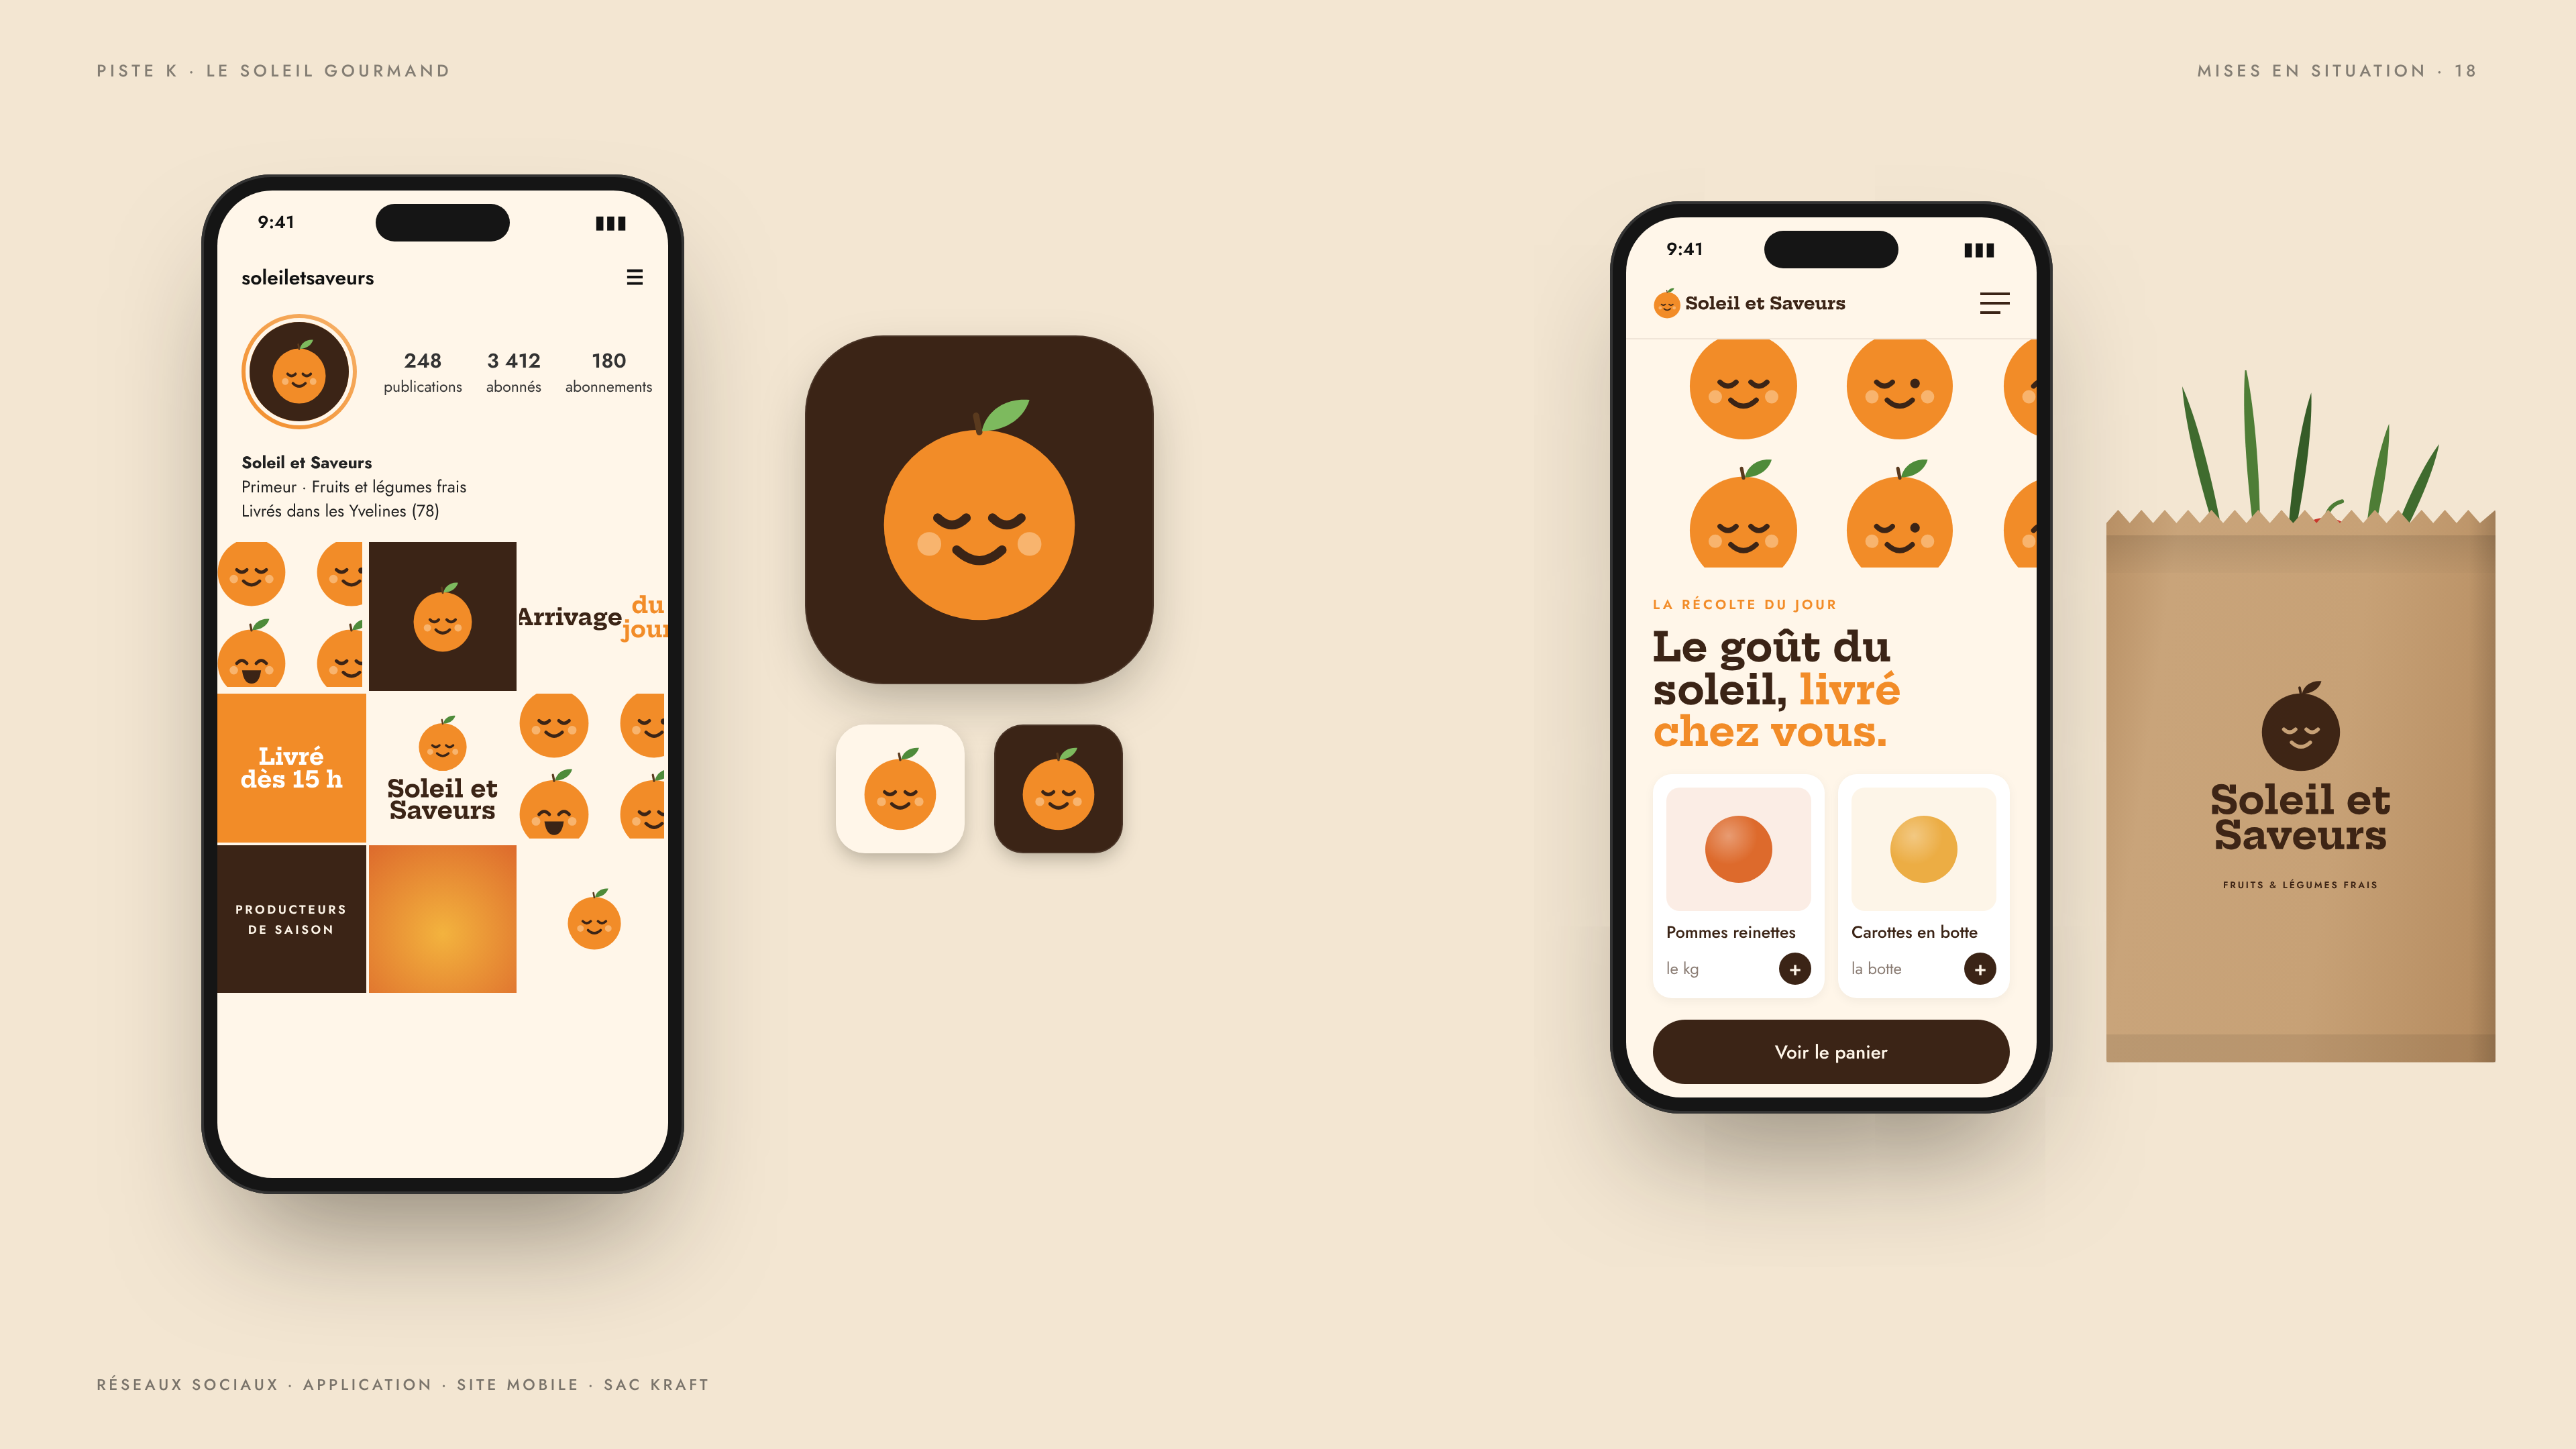 PISTE K · LE SOLEIL GOURMAND
MISES EN SITUATION · 18
9:41
soleiletsaveurs
248
3 412
180
publications
abonnés
abonnements
Soleil et Saveurs
Primeur · Fruits et légumes frais
Livrés dans les Yvelines (78)
Arrivage
du
jour
Livré
dès 15 h
Soleil et
Saveurs
PRODUCTEURS
DE SAISON
9:41
Soleil et Saveurs
LA RÉCOLTE DU JOUR
Le goût du
soleil, livré
chez vous.
Pommes reinettes
le kg
+
Carottes en botte
la botte
+
Voir le panier
Soleil et
Saveurs
FRUITS & LÉGUMES FRAIS
RÉSEAUX SOCIAUX · APPLICATION · SITE MOBILE · SAC KRAFT